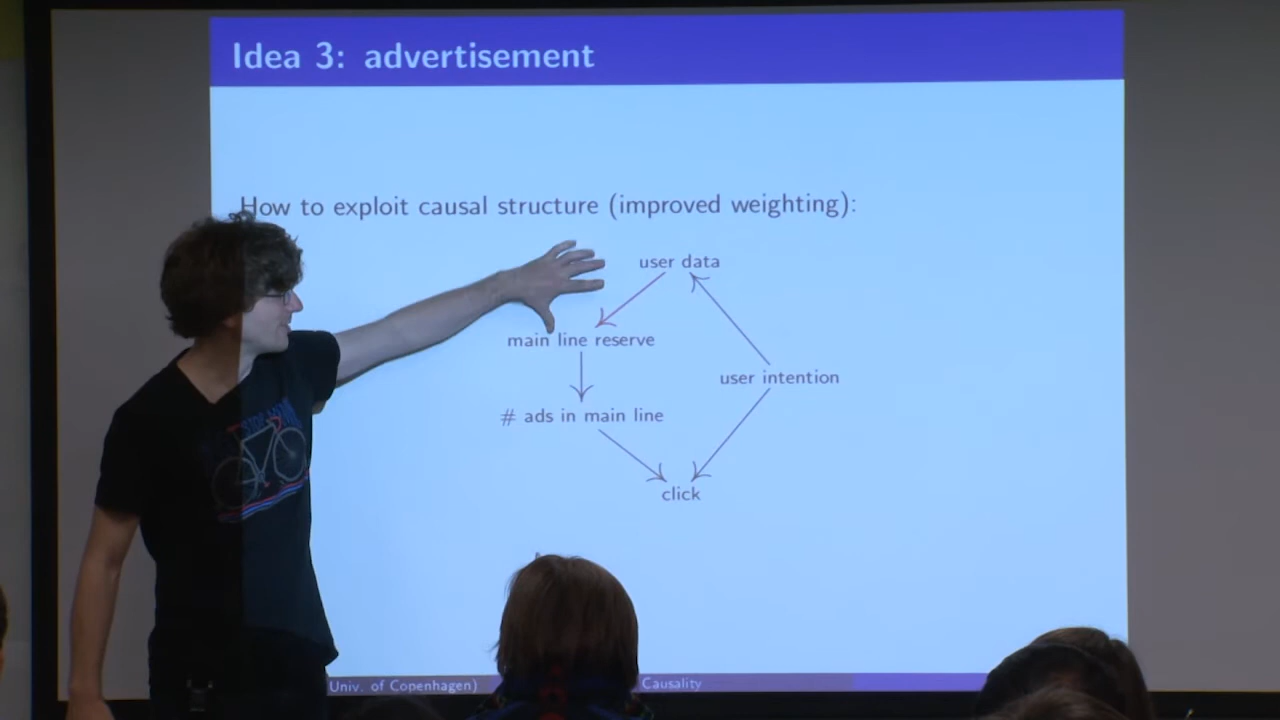 Idea 3: advertisement
How to exploit causal structure (improved weighting):
user data
main line reserve
user intention
# ads in main line
click
Univ. of Copenhagen)
Causality